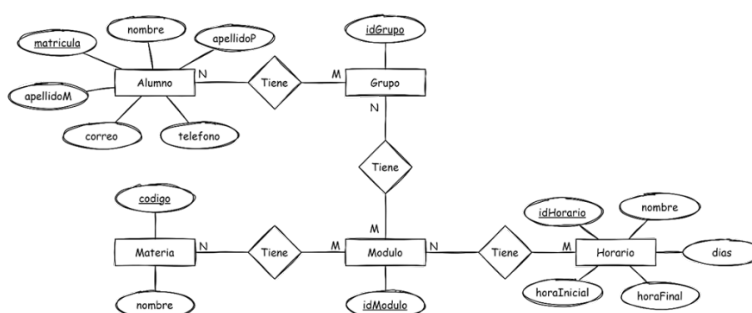 nombre
matricula
apellidoP
idGrupo
Alumno
N
Tiene
M
Grupo
apellidoM
N
correo
telefono
Tiene
codigo
idHorario
nombre
M
Materia
N
Tiene
M
Modulo
N
Tiene
M
Horario
dias
nombre
idModulo
horaInicial
horaFinal